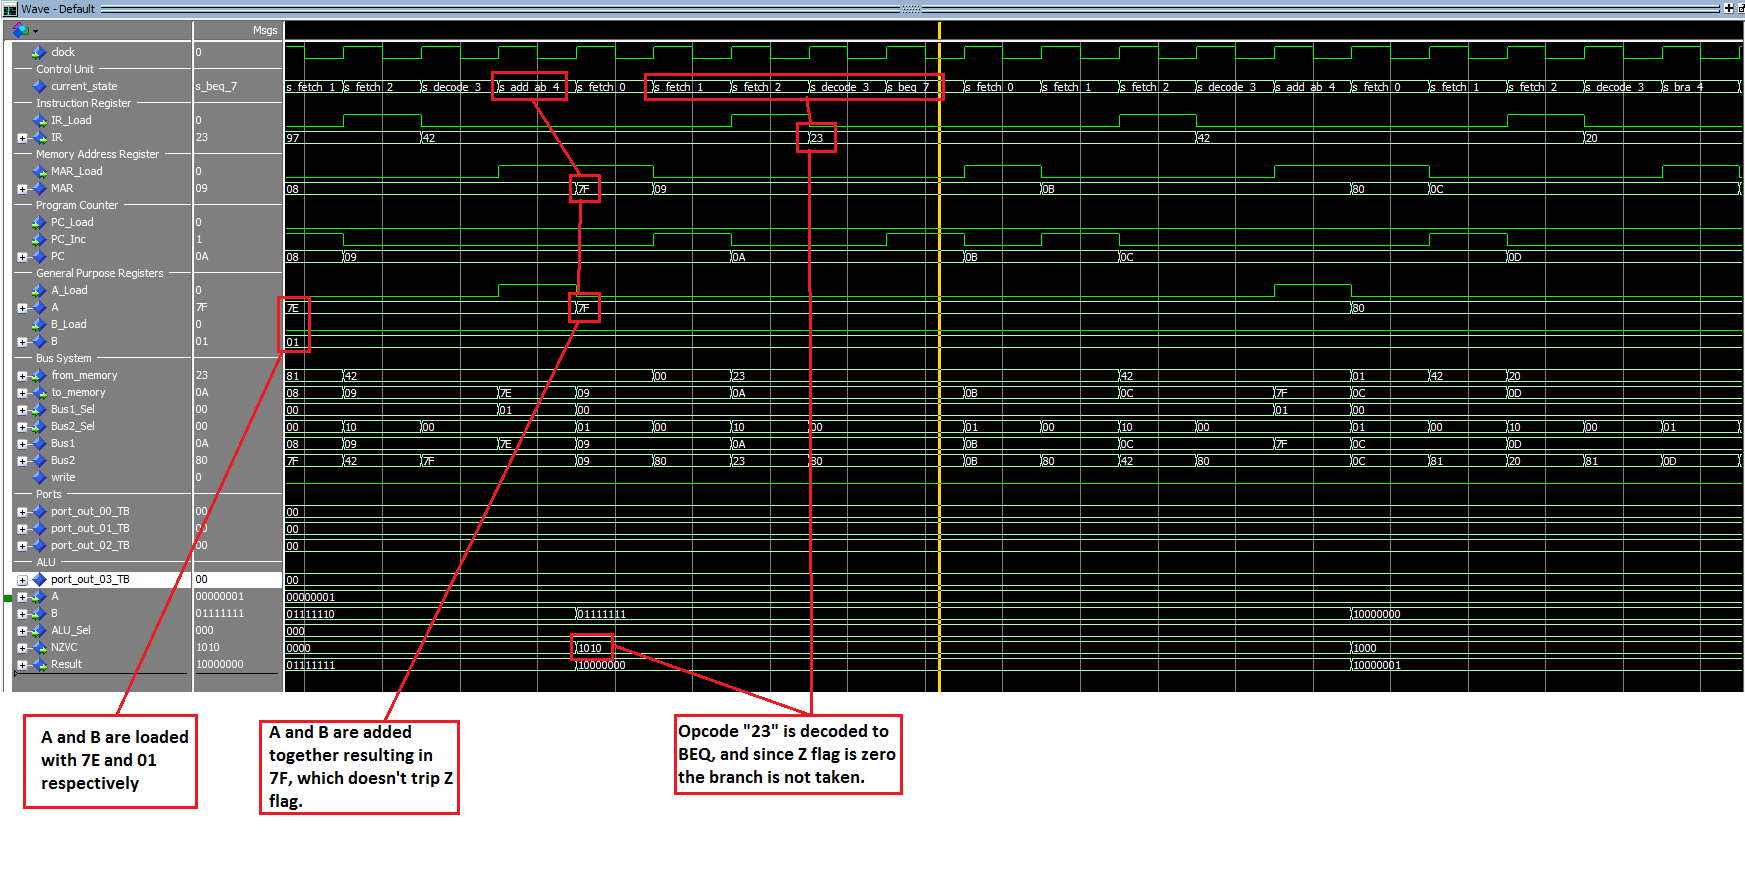 Wave - Default
Msgs
clock 0
Control Unit
current_state s_beq_7 s_fetch_1 s_fetch_2 s_decode_3 s_add_ab_4 s_fetch_0 s_fetch_1 s_fetch_2 s_decode_3 s_beq_7 s_fetch_0 s_fetch_1 s_fetch_2 s_decode_3 s_add_ab_4 s_fetch_0 s_fetch_1 s_fetch_2 s_decode_3 s_bra_4
Instruction Register
IR_Load 0
IR 23 97 42 23 42 20
Memory Address Register
MAR_Load 0
MAR 09 08 7F 09 0B 80 0C
Program Counter
PC_Load 0
PC_Inc 1
PC 0A 08 09 0A 0B 0C 0D
General Purpose Registers
A_Load 0
A 7F 7E 7F 80
B_Load 0
B 01 01
Bus System
from_memory 23 81 42 00 23 42 01 42 20
to_memory 0A 08 09 7E 09 0A 0B 0C 7F 0C 0D
Bus1_Sel 00 00 01 00 01 00
Bus2_Sel 00 00 10 00 01 00 10 00 01 00 10 00 01 00 10 00 01
Bus1 0A 08 09 7E 09 0A 0B 0C 7F 0C 0D
Bus2 80 7F 42 7F 09 80 23 80 0B 80 42 80 0C 81 20 81 0D
write 0
Ports
port_out_00_TB 00 00
port_out_01_TB 00 00
port_out_02_TB 00 00
ALU
port_out_03_TB 00 00
A 00000001 00000001
B 01111111 01111110 01111111 10000000
ALU_Sel 000 000
NZVC 1010 0000 1010 1000
Result 10000000 01111111 10000000 10000001
A and B are loaded
with 7E and 01
respectively
A and B are added
together resulting in
7F, which doesn't trip Z
flag.
Opcode "23" is decoded to
BEQ, and since Z flag is zero
the branch is not taken.